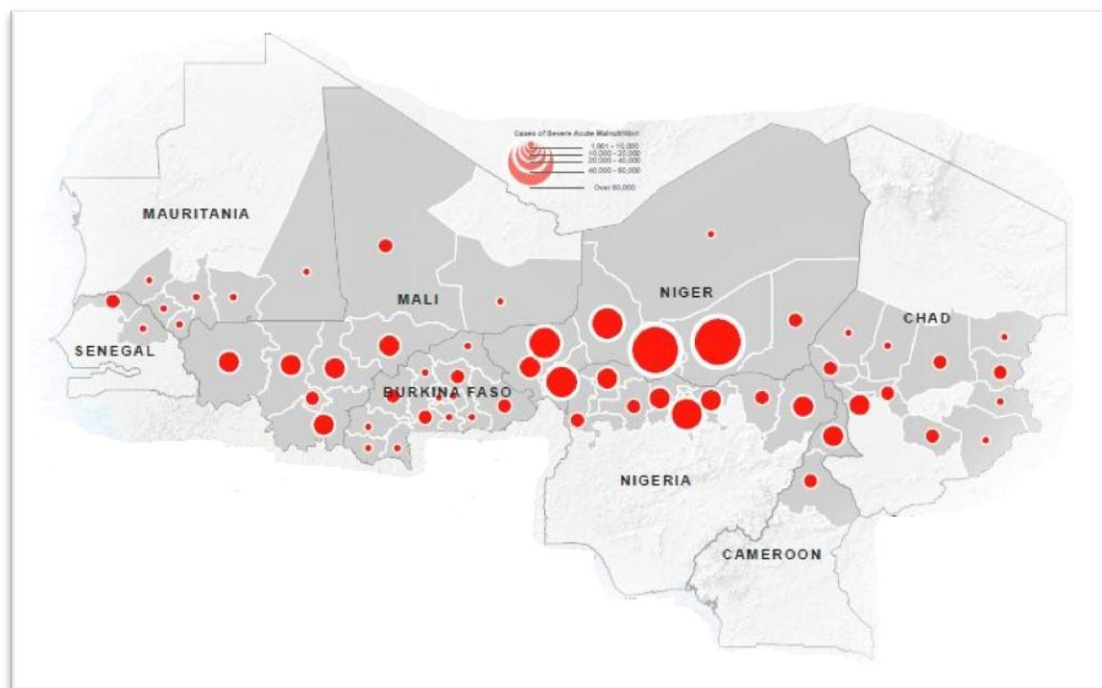 Cases of Severe Acute Malnutrition
1,001 - 10,000
10,000 - 20,000
20,000 - 40,000
40,000 - 60,000
Over 60,000
MAURITANIA
MALI
NIGER
CHAD
SENEGAL
BURKINA FASO
NIGERIA
CAMEROON